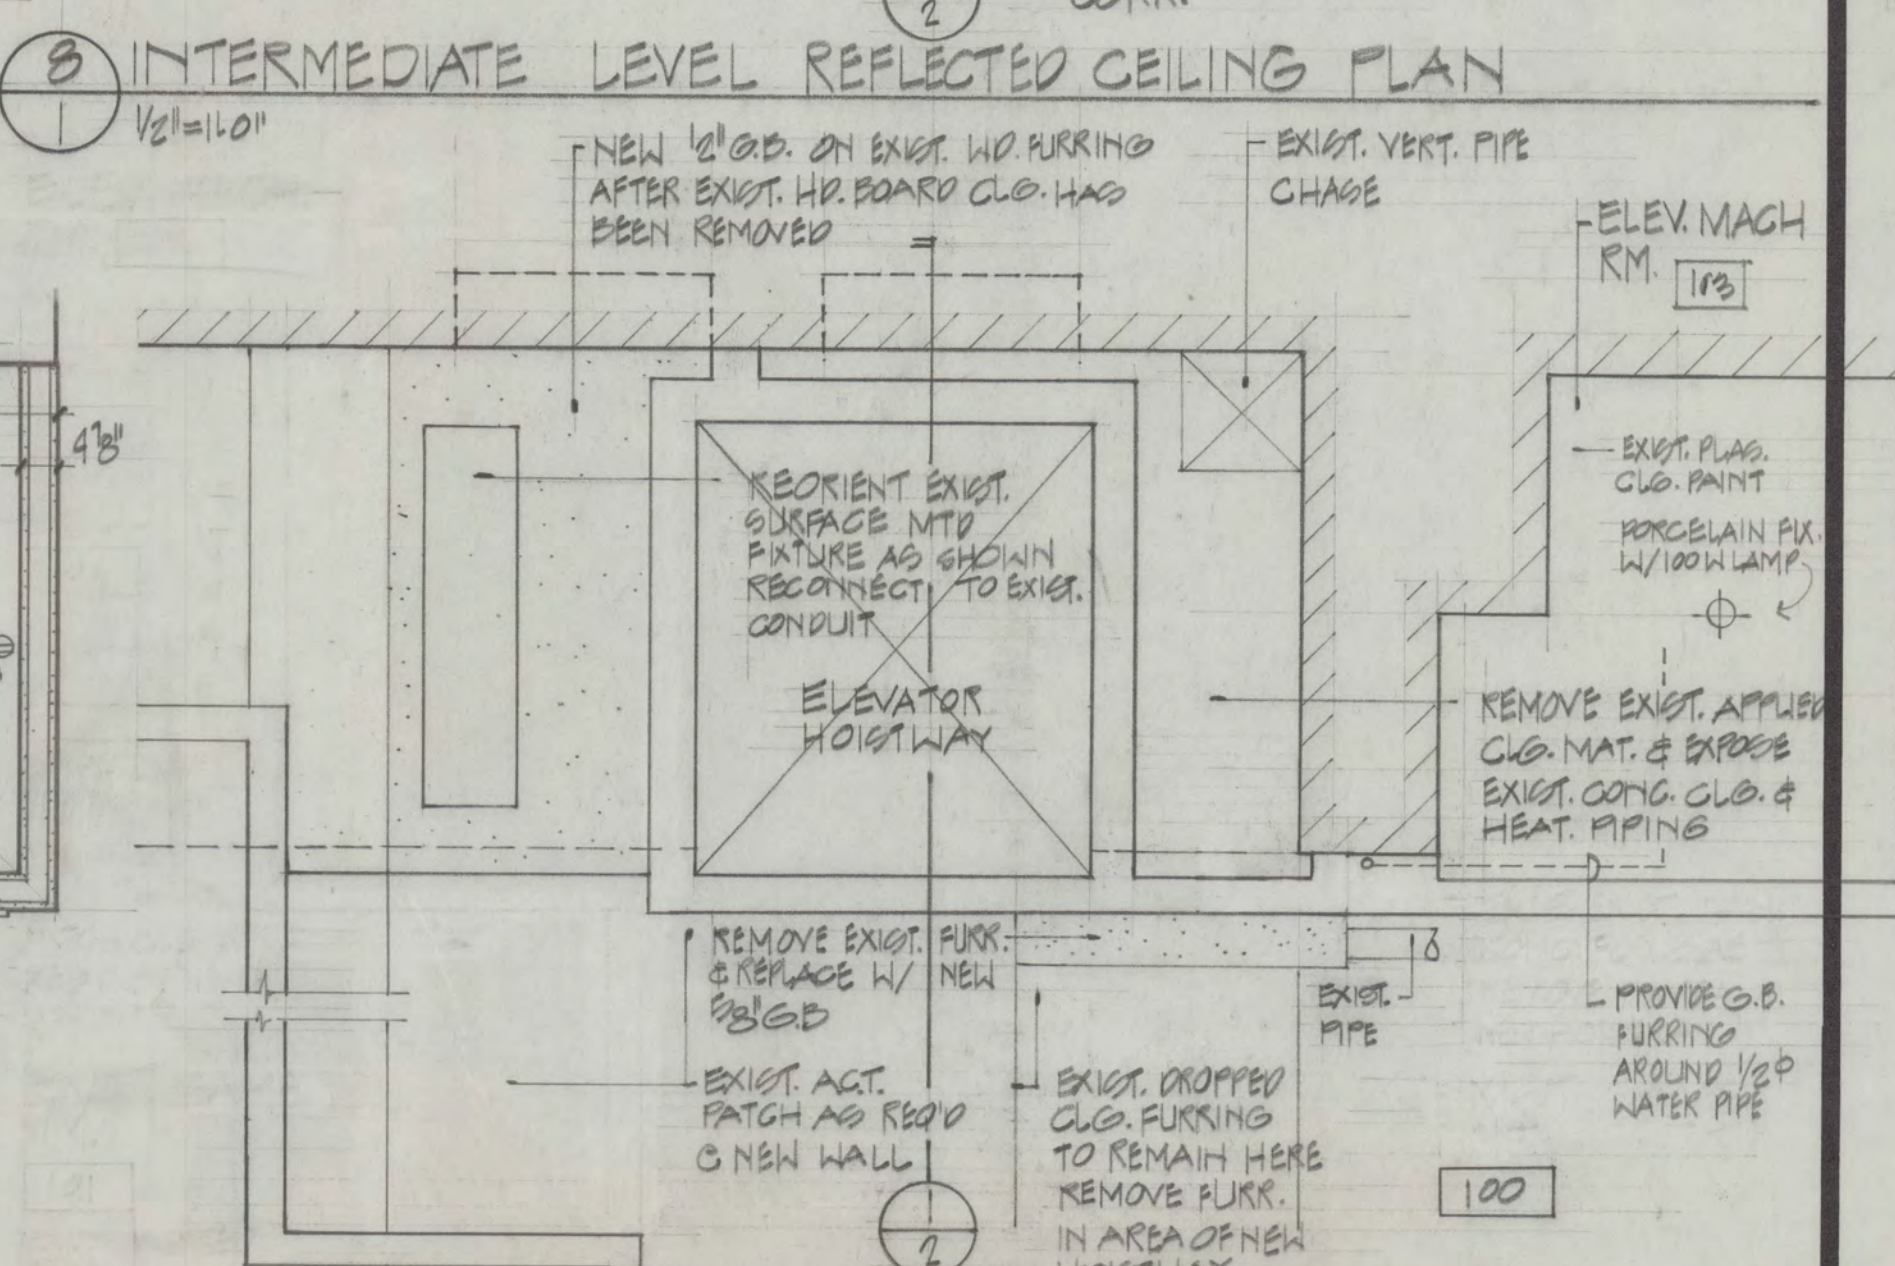 2
8 INTERMEDIATE LEVEL REFLECTED CEILING PLAN
1
1/2"=1'-0"
NEW 1/2" G.B. ON EXIST. WD. FURRING
AFTER EXIST. HD. BOARD CLG. HAS
BEEN REMOVED
EXIST. VERT. PIPE
CHASE
ELEV. MACH
RM. 103
4 7/8"
REORIENT EXIST.
SURFACE MTD
FIXTURE AS SHOWN
RECONNECT TO EXIST.
CONDUIT
ELEVATOR
HOISTWAY
EXIST. PLAS.
CLG. PAINT
PORCELAIN FIX.
W/100W LAMP
REMOVE EXIST. APPLIED
CLG. MAT. & EXPOSE
EXIST. CONC. CLG. &
HEAT. PIPING
REMOVE EXIST. FURR.
& REPLACE W/ NEW
5/8" G.B
EXIST. A.C.T.
PATCH AS REQ'D
@ NEW WALL
EXIST. DROPPED
CLG. FURRING
TO REMAIN HERE
REMOVE FURR.
IN AREA OF NEW
EXIST.
PIPE
PROVIDE G.B.
FURRING
AROUND 1/2 Φ
WATER PIPE
100
2